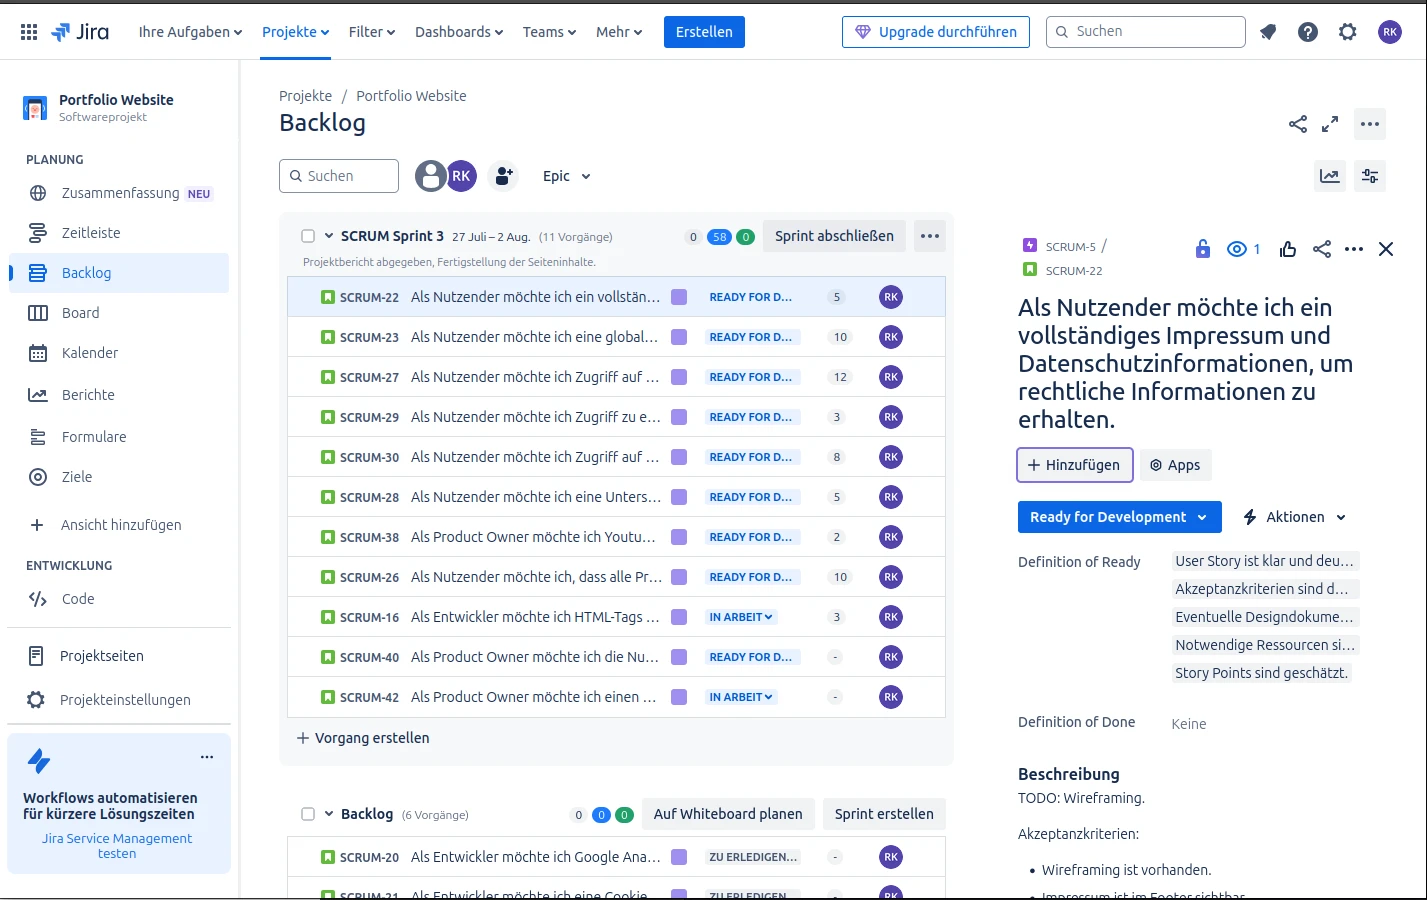 Jira
Ihre Aufgaben
Projekte
Filter
Dashboards
Teams
Mehr
Erstellen
Upgrade durchführen
Suchen
RK
Portfolio Website
Softwareprojekt
PLANUNG
Zusammenfassung NEU
Zeitleiste
Backlog
Board
Kalender
Berichte
Formulare
Ziele
Ansicht hinzufügen
ENTWICKLUNG
Code
Projektseiten
Projekteinstellungen
Workflows automatisieren
für kürzere Lösungszeiten
Jira Service Management
testen
Projekte / Portfolio Website
Backlog
Suchen
RK
Epic
SCRUM Sprint 3 27 Juli – 2 Aug. (11 Vorgänge) 0 58 0 Sprint abschließen
Projektbericht abgegeben, Fertigstellung der Seiteninhalte.
SCRUM-22 Als Nutzender möchte ich ein vollstän... READY FOR D... 5 RK
SCRUM-23 Als Nutzender möchte ich eine global... READY FOR D... 10 RK
SCRUM-27 Als Nutzender möchte ich Zugriff auf ... READY FOR D... 12 RK
SCRUM-29 Als Nutzender möchte ich Zugriff zu e... READY FOR D... 3 RK
SCRUM-30 Als Nutzender möchte ich Zugriff auf ... READY FOR D... 8 RK
SCRUM-28 Als Nutzender möchte ich eine Unters... READY FOR D... 5 RK
SCRUM-38 Als Product Owner möchte ich Youtu... READY FOR D... 2 RK
SCRUM-26 Als Nutzender möchte ich, dass alle Pr... READY FOR D... 10 RK
SCRUM-16 Als Entwickler möchte ich HTML-Tags ... IN ARBEIT 3 RK
SCRUM-40 Als Product Owner möchte ich die Nu... READY FOR D... - RK
SCRUM-42 Als Product Owner möchte ich einen ... IN ARBEIT - RK
+ Vorgang erstellen
Backlog (6 Vorgänge) 0 0 0 Auf Whiteboard planen Sprint erstellen
SCRUM-20 Als Entwickler möchte ich Google Ana... ZU ERLEDIGEN... - RK
SCRUM-21 Als Entwickler möchte ich eine Cookie... ZU ERLEDIGEN... - RK
SCRUM-5 /
SCRUM-22
1
Als Nutzender möchte ich ein
vollständiges Impressum und
Datenschutzinformationen, um
rechtliche Informationen zu
erhalten.
+ Hinzufügen
Apps
Ready for Development
Aktionen
Definition of Ready
User Story ist klar und deu...
Akzeptanzkriterien sind d...
Eventuelle Designdokume...
Notwendige Ressourcen si...
Story Points sind geschätzt.
Definition of Done Keine
Beschreibung
TODO: Wireframing.
Akzeptanzkriterien:
• Wireframing ist vorhanden.
• Impressum ist im Footer sichtbar